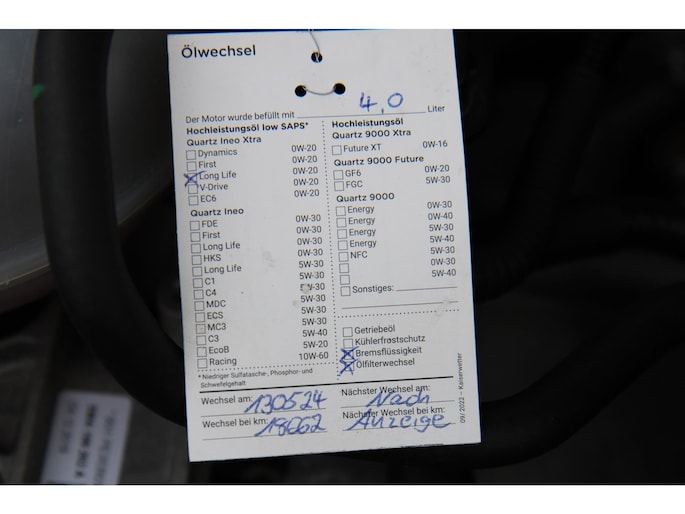 Ölwechsel
Der Motor wurde befüllt mit 4,0 Liter
Hochleistungsöl low SAPS*
Quartz Ineo Xtra
Dynamics 0W-20
First 0W-20
Long Life 0W-20
V-Drive 0W-20
EC6 0W-20
Quartz Ineo
FDE 0W-30
First 0W-30
Long Life 0W-30
HKS 5W-30
Long Life 5W-30
C1 5W-30
C4 5W-30
MDC 5W-30
ECS 5W-30
MC3 5W-30
C3 5W-40
EcoB 5W-20
Racing 10W-60
* Niedriger Sulfatasche-, Phosphor- und
Schwefelgehalt
Hochleistungsöl
Quartz 9000 Xtra
Future XT 0W-16
Quartz 9000 Future
GF6 0W-20
FGC 5W-30
Quartz 9000
Energy 0W-30
Energy 0W-40
Energy 5W-30
Energy 5W-40
NFC 5W-30
0W-30
5W-40
Sonstiges:
Getriebeöl
Kühlerfrostschutz
Bremsflüssigkeit
Ölfilterwechsel
Wechsel am: 130524
Nächster Wechsel am: Nach
Wechsel bei km: 18662
Nächster Wechsel bei km: Anzeige
09/2022 – Kaiserwetter